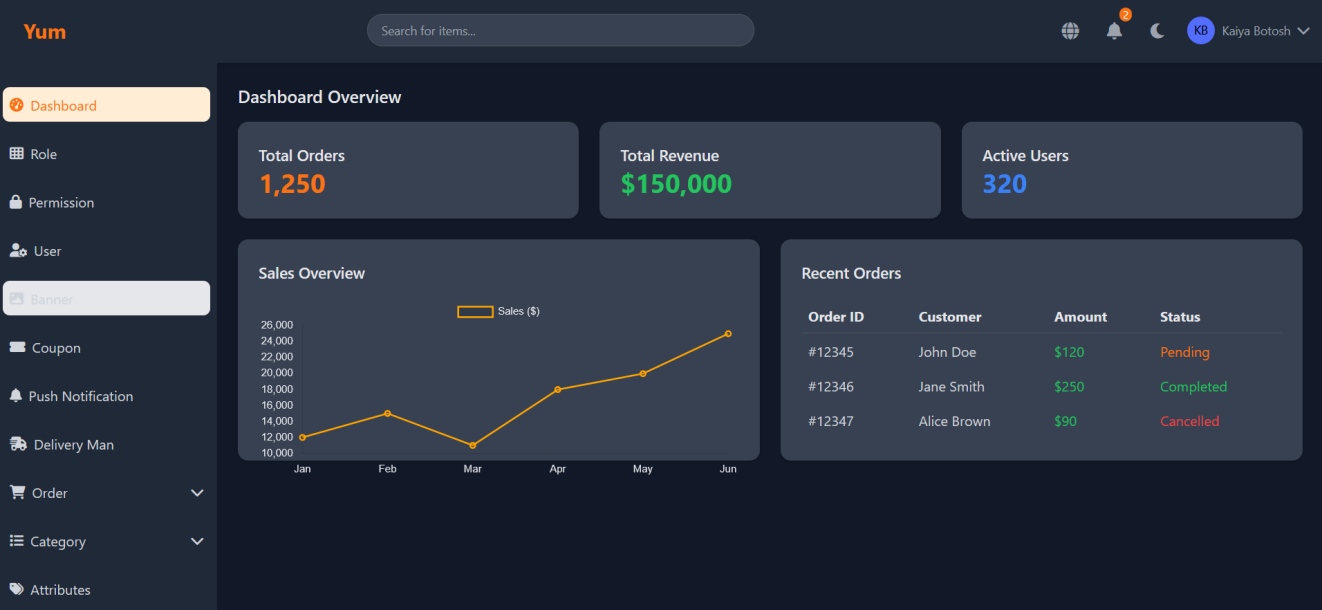 Yum
Search for items...
2
KB
Kaiya Botosh
Dashboard
Role
Permission
User
Banner
Coupon
Push Notification
Delivery Man
Order
Category
Attributes
Dashboard Overview
Total Orders
1,250
Total Revenue
$150,000
Active Users
320
Sales Overview
Sales ($)
26,000
24,000
22,000
20,000
18,000
16,000
14,000
12,000
10,000
Jan Feb Mar Apr May Jun
Recent Orders
Order ID Customer Amount Status
#12345 John Doe $120 Pending
#12346 Jane Smith $250 Completed
#12347 Alice Brown $90 Cancelled